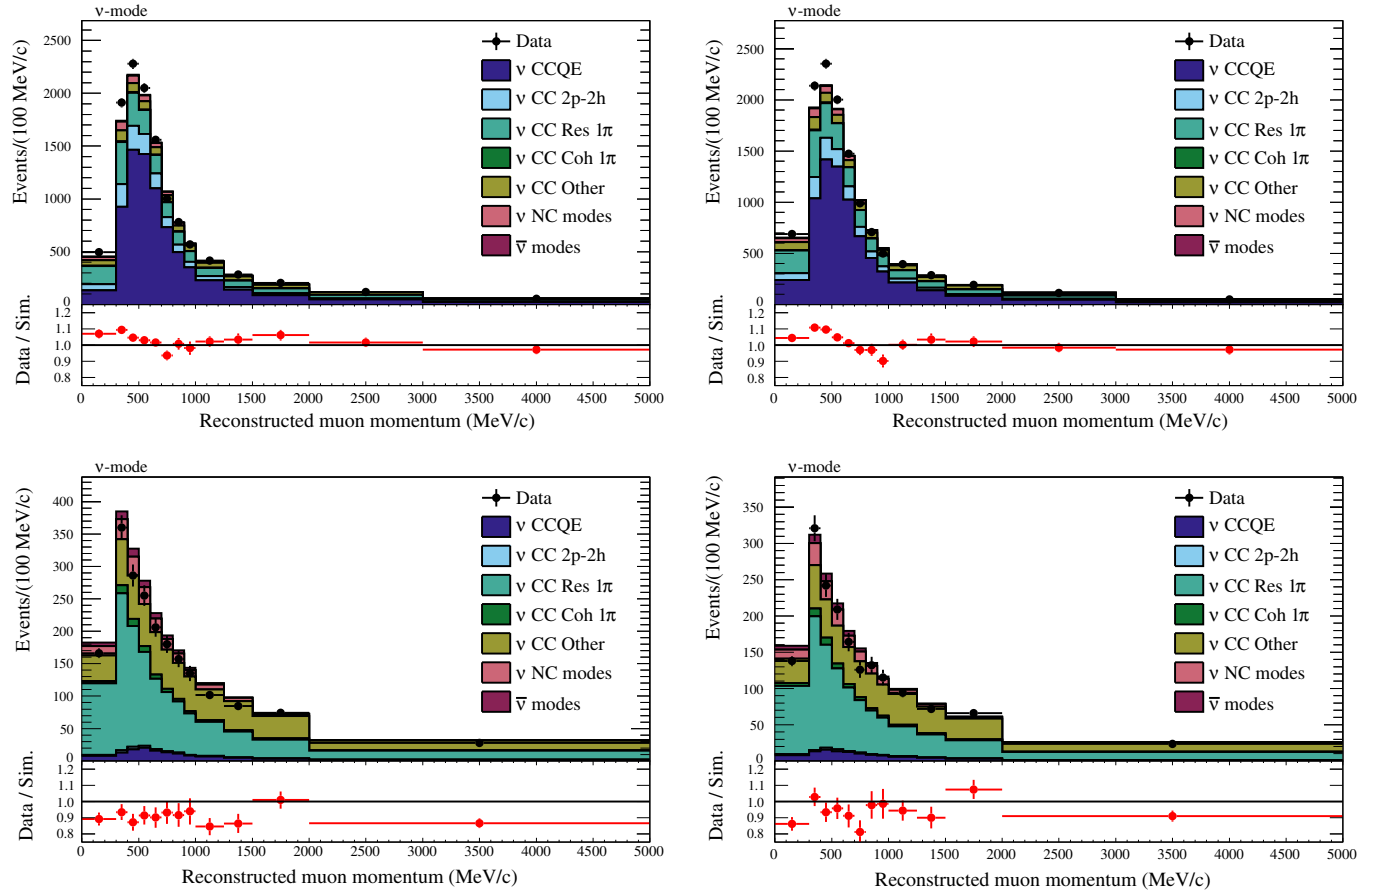 ν-mode
Events/(100 MeV/c)
2500
2000
1500
1000
500
0
Data
ν CCQE
ν CC 2p-2h
ν CC Res 1π
ν CC Coh 1π
ν CC Other
ν NC modes
ν̅ modes
Data / Sim.
1.2
1.1
1.0
0.9
0.8
0 500 1000 1500 2000 2500 3000 3500 4000 4500 5000
Reconstructed muon momentum (MeV/c)
ν-mode
Events/(100 MeV/c)
2500
2000
1500
1000
500
0
Data
ν CCQE
ν CC 2p-2h
ν CC Res 1π
ν CC Coh 1π
ν CC Other
ν NC modes
ν̅ modes
Data / Sim.
1.2
1.1
1.0
0.9
0.8
0 500 1000 1500 2000 2500 3000 3500 4000 4500 5000
Reconstructed muon momentum (MeV/c)
ν-mode
Events/(100 MeV/c)
400
350
300
250
200
150
100
50
0
Data
ν CCQE
ν CC 2p-2h
ν CC Res 1π
ν CC Coh 1π
ν CC Other
ν NC modes
ν̅ modes
Data / Sim.
1.2
1.1
1.0
0.9
0.8
0 500 1000 1500 2000 2500 3000 3500 4000 4500 5000
Reconstructed muon momentum (MeV/c)
ν-mode
Events/(100 MeV/c)
350
300
250
200
150
100
50
0
Data
ν CCQE
ν CC 2p-2h
ν CC Res 1π
ν CC Coh 1π
ν CC Other
ν NC modes
ν̅ modes
Data / Sim.
1.2
1.1
1.0
0.9
0.8
0 500 1000 1500 2000 2500 3000 3500 4000 4500 5000
Reconstructed muon momentum (MeV/c)